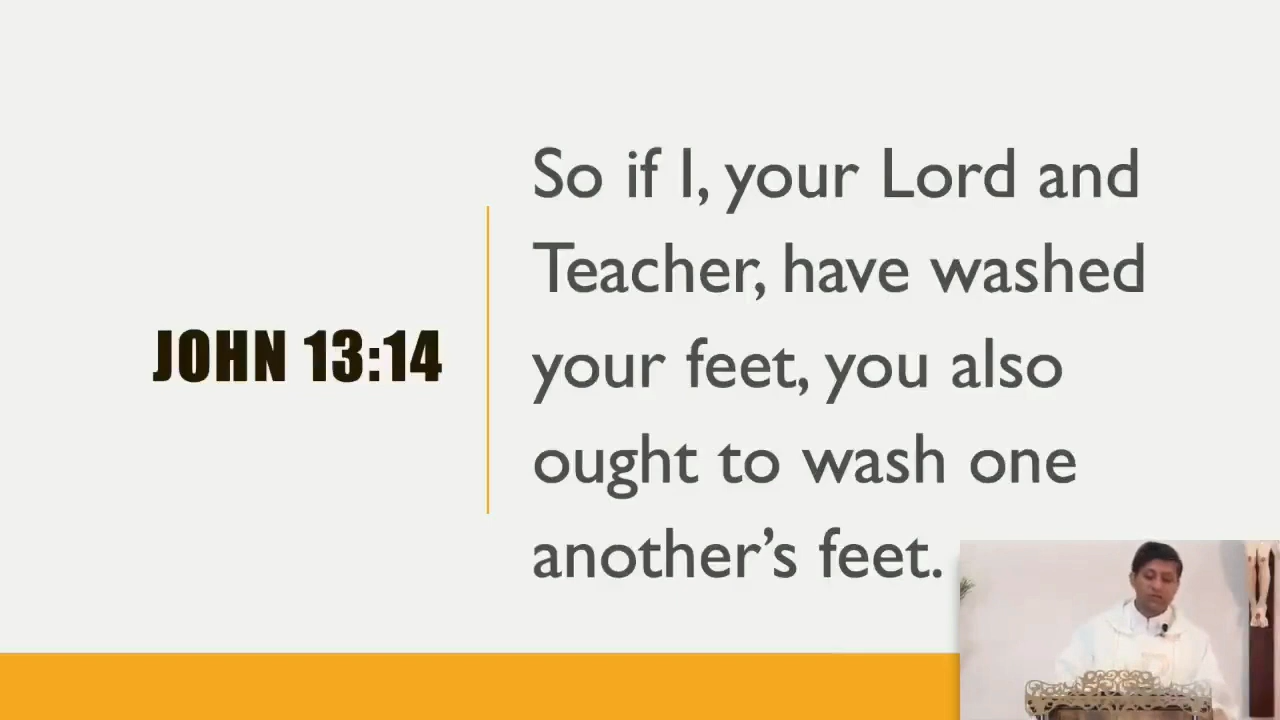 JOHN 13:14
So if I, your Lord and
Teacher, have washed
your feet, you also
ought to wash one
another’s feet.